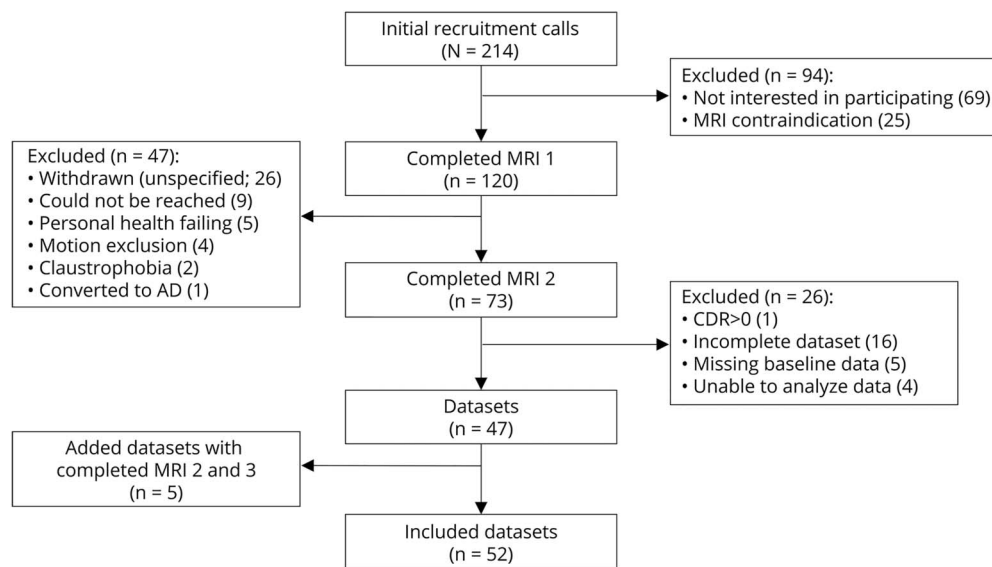 Initial recruitment calls
(N = 214)
Excluded (n = 94):
• Not interested in participating (69)
• MRI contraindication (25)
Completed MRI 1
n = 120)
Excluded (n = 47):
• Withdrawn (unspecified; 26)
• Could not be reached (9)
• Personal health failing (5)
• Motion exclusion (4)
• Claustrophobia (2)
• Converted to AD (1)
Completed MRI 2
n = 73)
Excluded (n = 26):
• CDR>0 (1)
• Incomplete dataset (16)
• Missing baseline data (5)
• Unable to analyze data (4)
Datasets
n = 47)
Added datasets with
completed MRI 2 and 3
(n = 5)
Included datasets
n = 52)